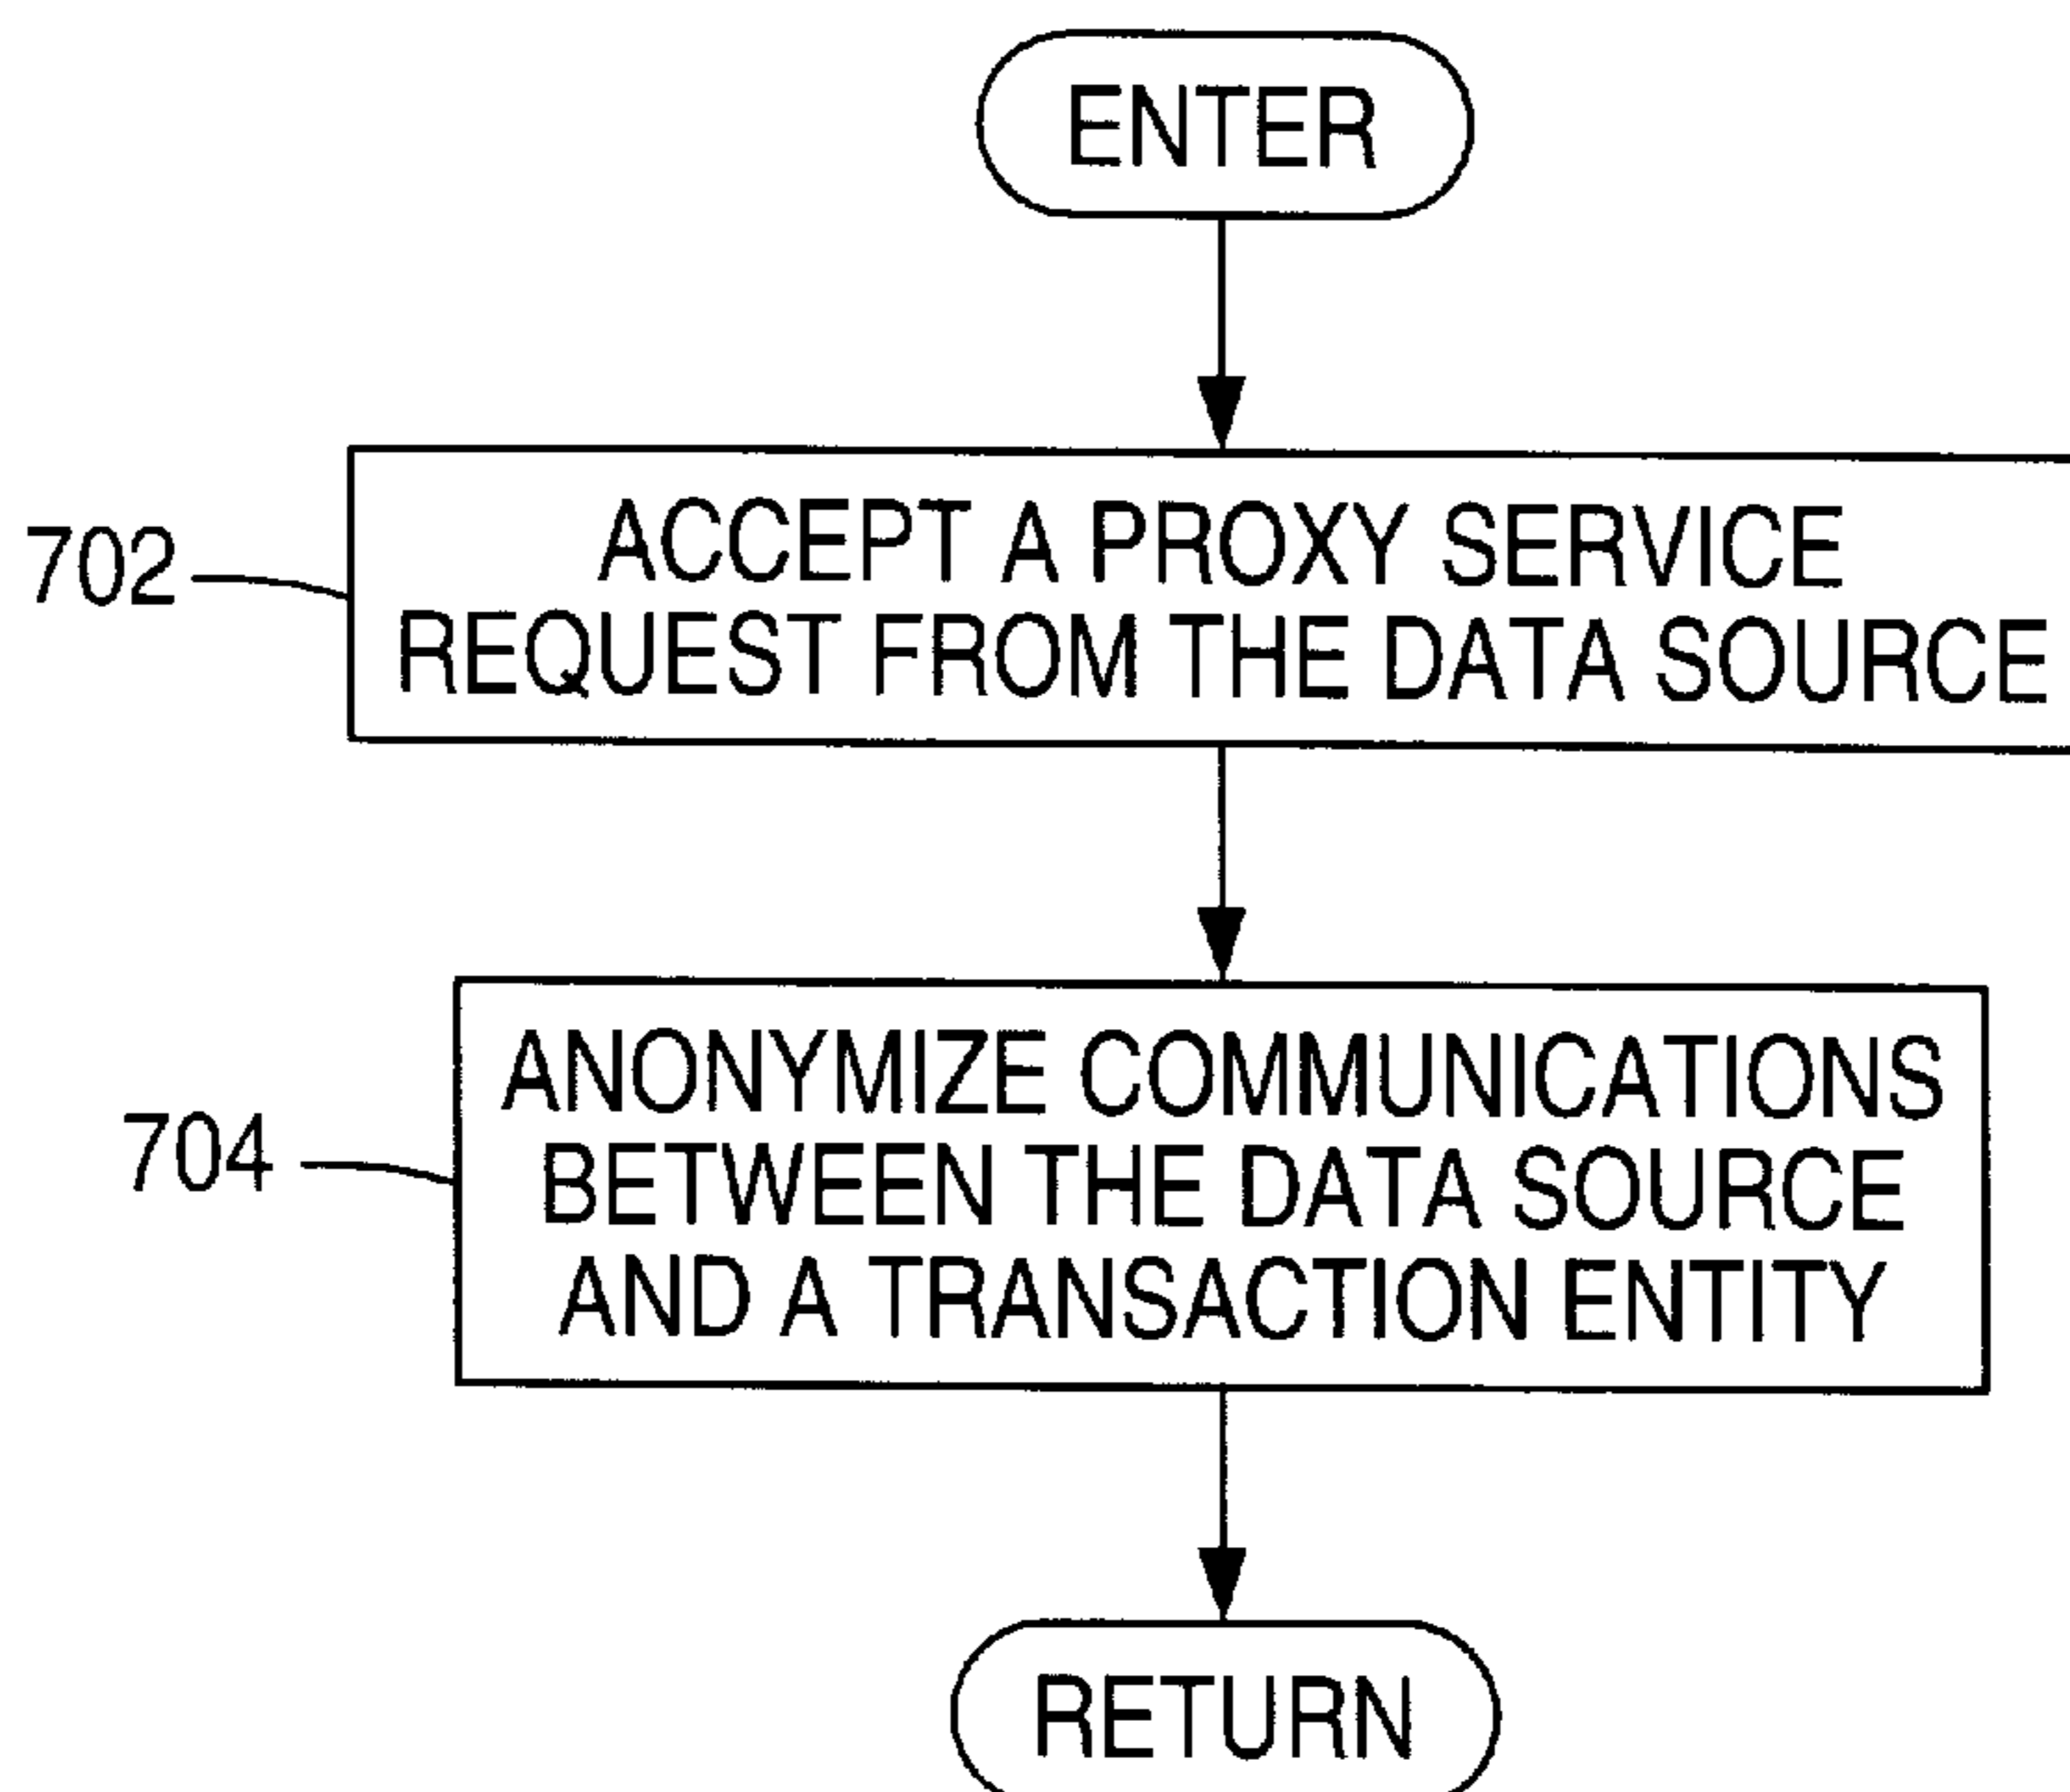 ENTER
702
ACCEPT A PROXY SERVICE
REQUEST FROM THE DATA SOURCE
704
ANONYMIZE COMMUNICATIONS
BETWEEN THE DATA SOURCE
AND A TRANSACTION ENTITY
RETURN